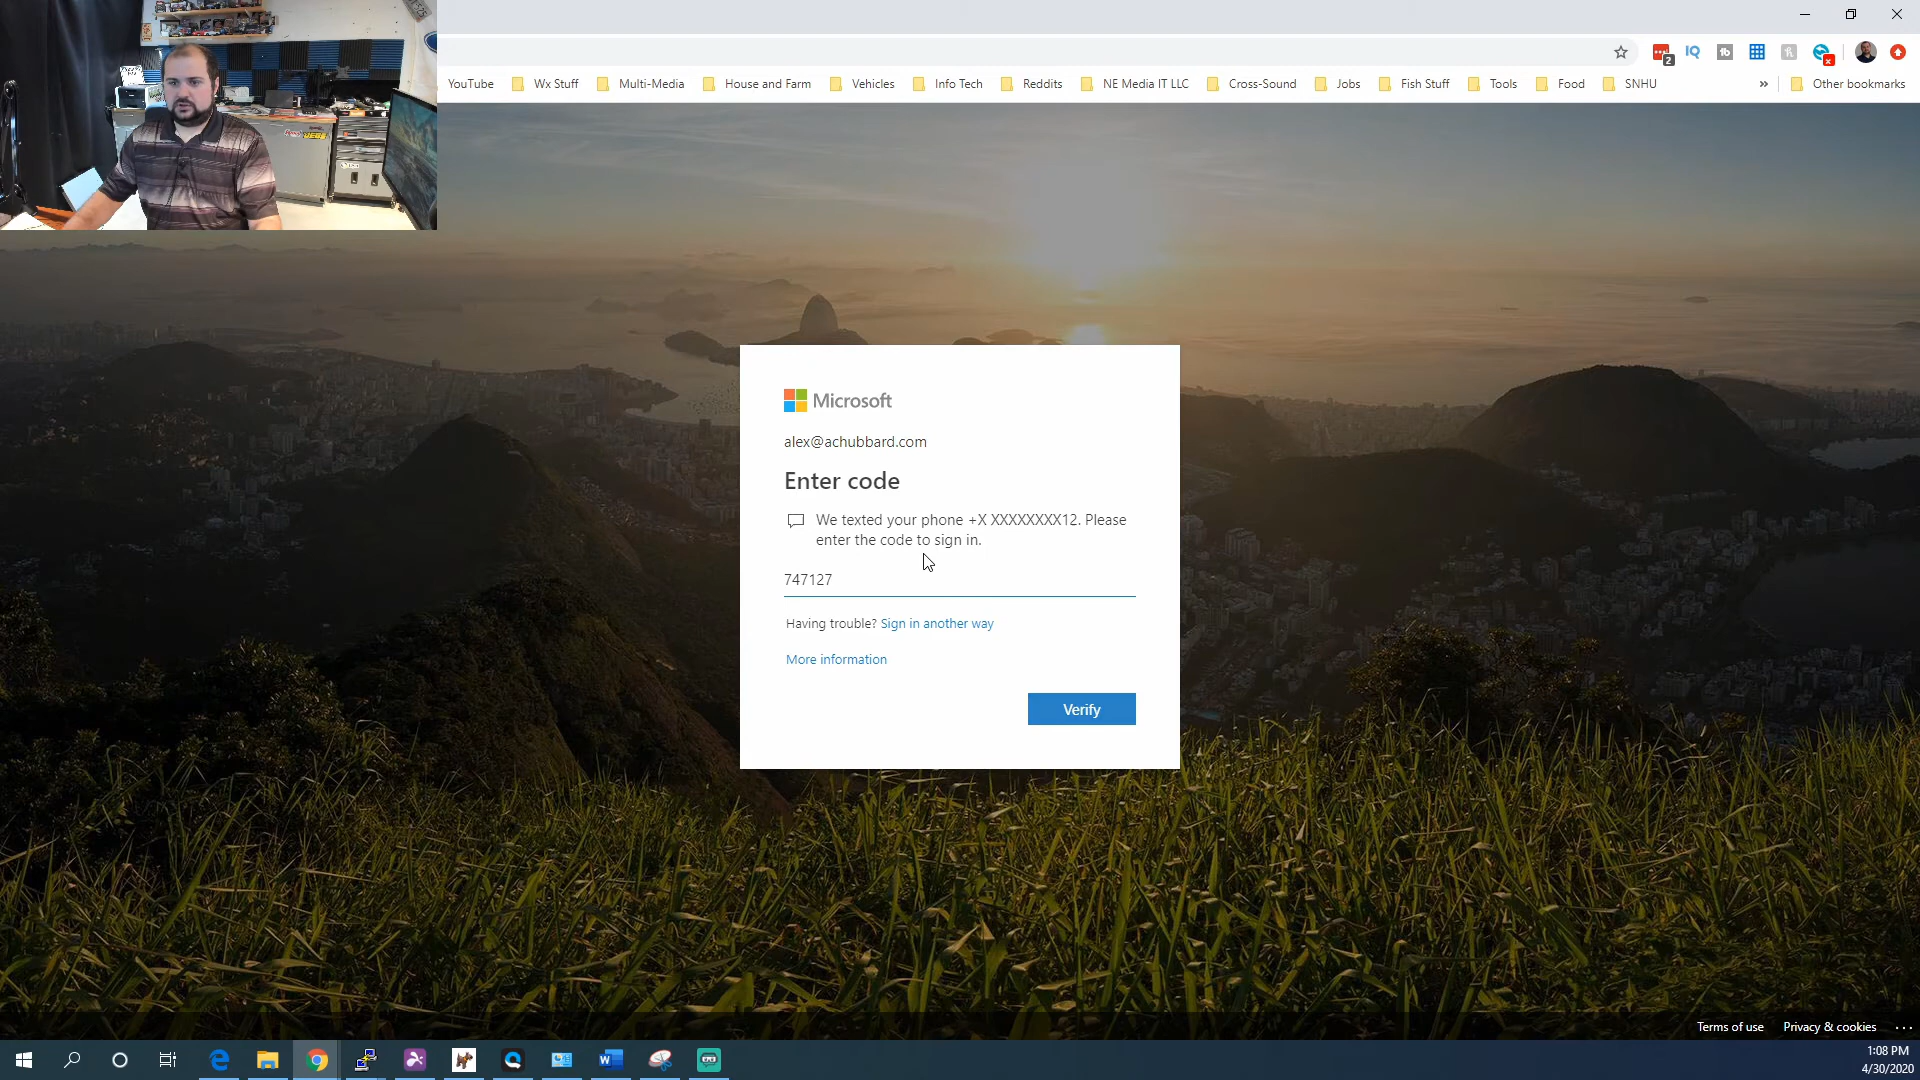 YouTube
Wx Stuff
Multi-Media
House and Farm
Vehicles
Info Tech
Reddits
NE Media IT LLC
Cross-Sound
Jobs
Fish Stuff
Tools
Food
SNHU
»
Other bookmarks
Microsoft
alex@achubbard.com
Enter code
We texted your phone +X XXXXXXXX12. Please
enter the code to sign in.
747127
Having trouble? Sign in another way
More information
Verify
Terms of use
Privacy & cookies
...
1:08 PM
4/30/2020